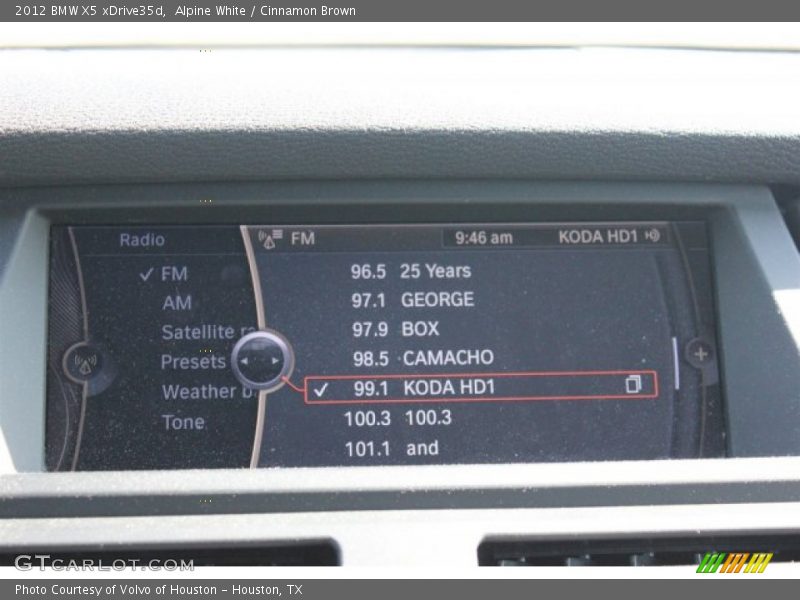 2012 BMW X5 xDrive35d, Alpine White / Cinnamon Brown
Radio
FM
9:46 am
KODA HD1
FM
AM
Satellite
Presets
Weather
Tone
96.5 25 Years
97.1 GEORGE
97.9 BOX
98.5 CAMACHO
99.1 KODA HD1
100.3 100.3
101.1 and
GTCARLOT.COM
Photo Courtesy of Volvo of Houston - Houston, TX